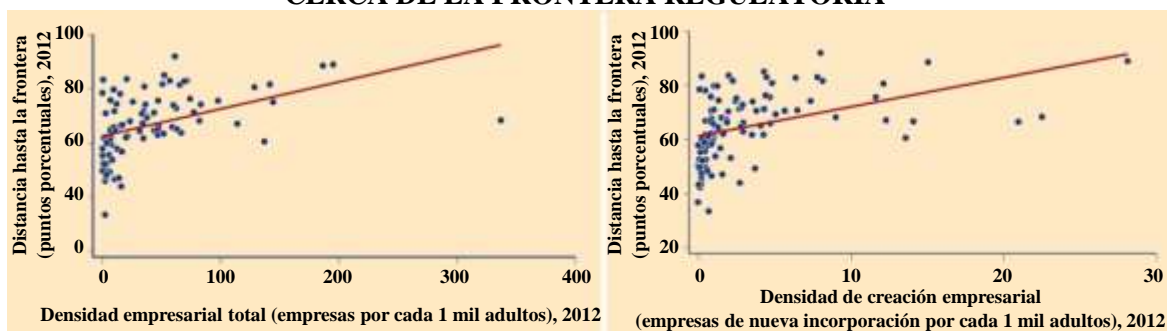 CERCA DE LA FRONTERA REGULATORIA
Distancia hasta la frontera
(puntos porcentuales), 2012
100
80
60
40
0
0
100
200
300
400
Densidad empresarial total (empresas por cada 1 mil adultos), 2012
Distancia hasta la frontera
(puntos porcentuales), 2012
100
80
60
40
20
0
10
20
30
Densidad de creación empresarial
(empresas de nueva incorporación por cada 1 mil adultos), 2012